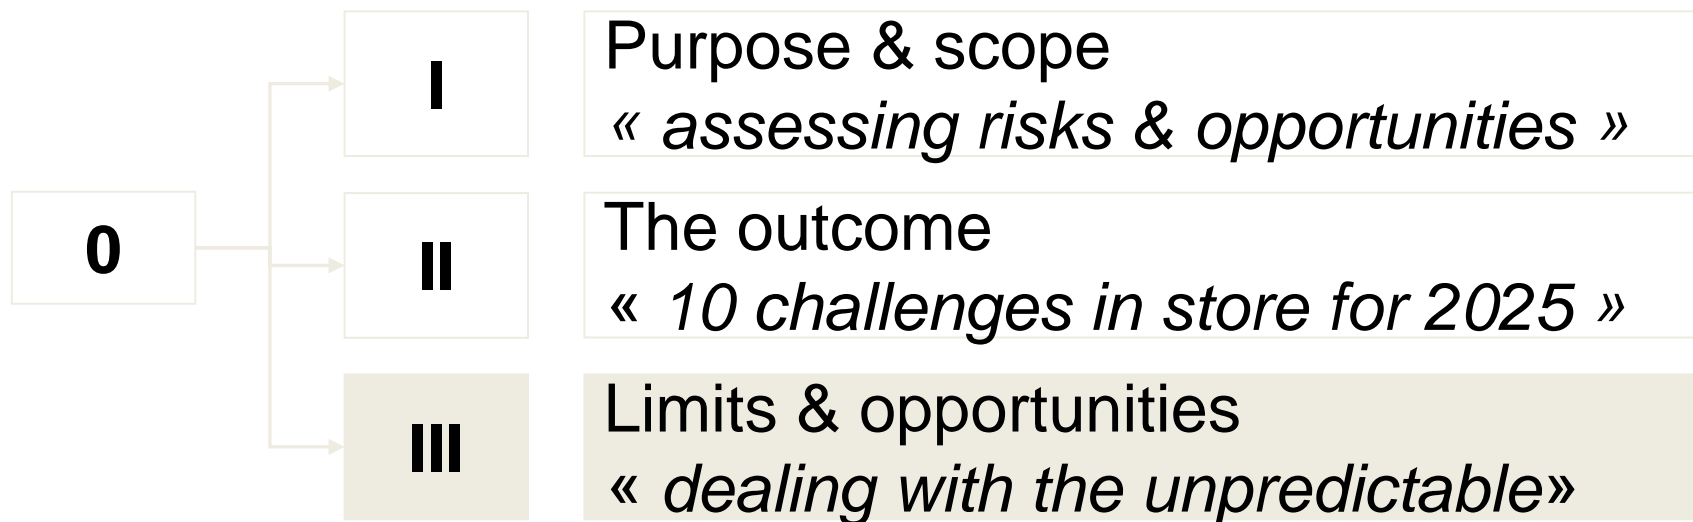 I
Purpose & scope
« assessing risks & opportunities »
0
II
The outcome
« 10 challenges in store for 2025 »
III
Limits & opportunities
« dealing with the unpredictable»